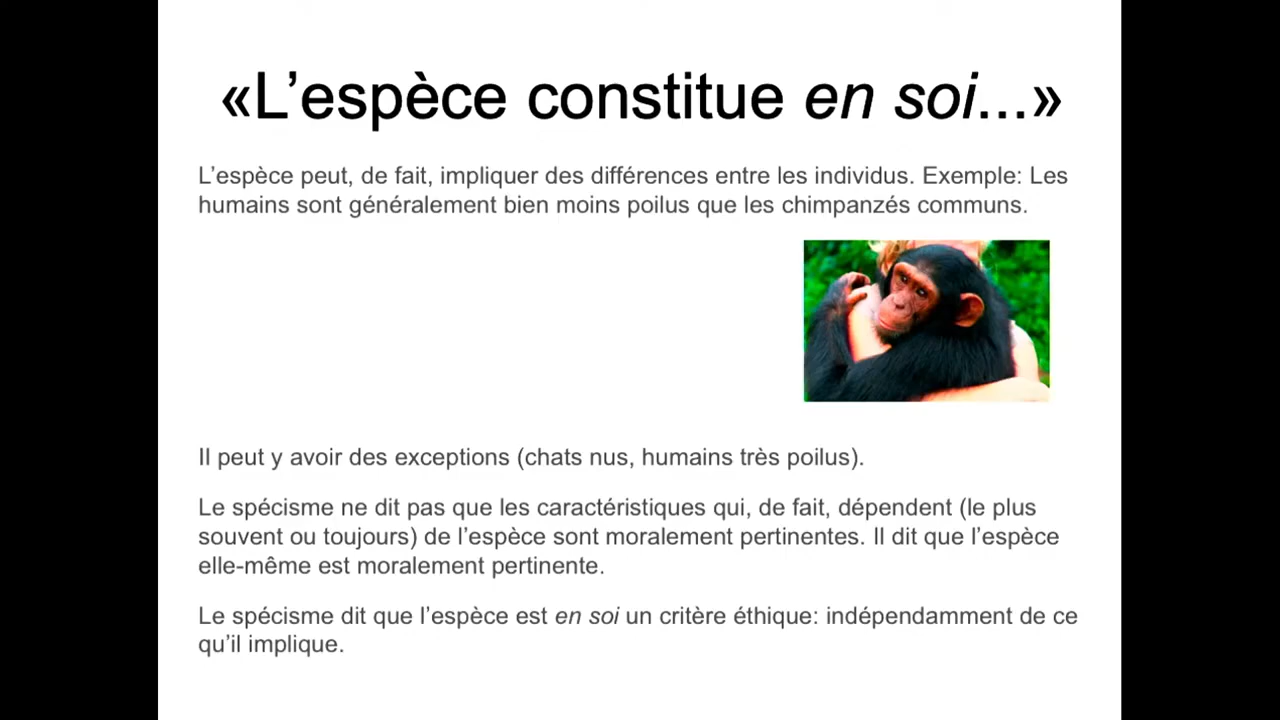 «L’espèce constitue en soi...»
L’espèce peut, de fait, impliquer des différences entre les individus. Exemple: Les
humains sont généralement bien moins poilus que les chimpanzés communs.
Il peut y avoir des exceptions (chats nus, humains très poilus).
Le spécisme ne dit pas que les caractéristiques qui, de fait, dépendent (le plus
souvent ou toujours) de l’espèce sont moralement pertinentes. Il dit que l’espèce
elle-même est moralement pertinente.
Le spécisme dit que l’espèce est en soi un critère éthique: indépendamment de ce
qu’il implique.